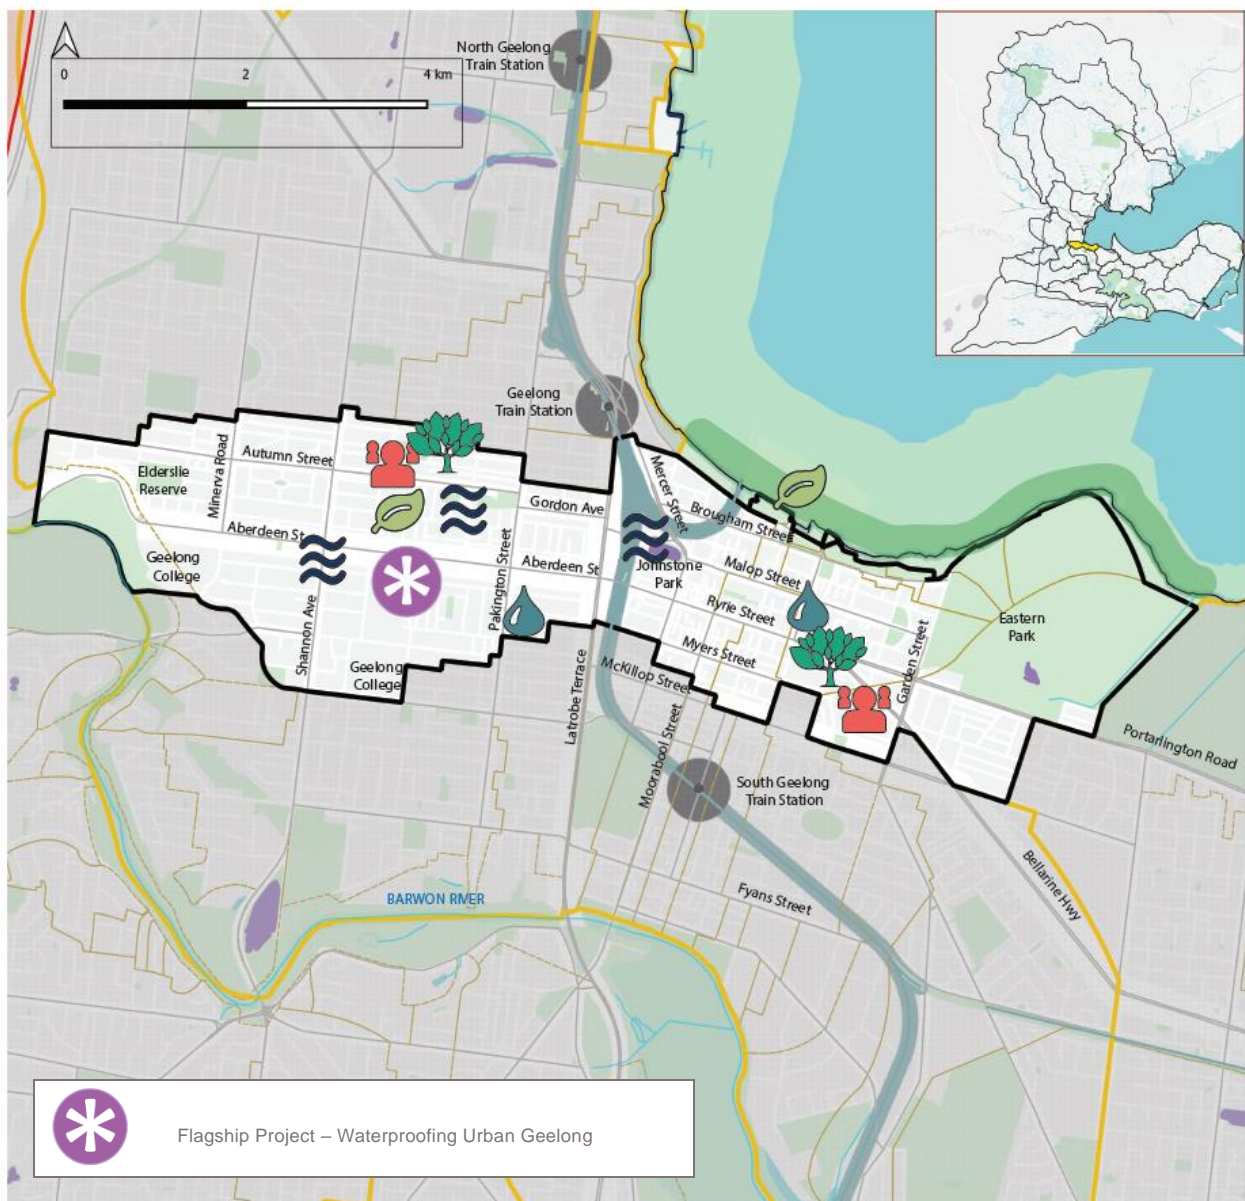 North Geelong
Train Station
0 2 4 km
Geelong
Train Station
Autumn Street
Minerva Road
Elderslie
Reserve
Mercer Street
Gordon Ave
Brougham Street
Aberdeen St
Geelong
College
Pakington Street
Aberdeen St
Johnstone
Park
Malop Street
Ryrie Street
Eastern
Park
Shannon Ave
Myers Street
Garden Street
Geelong
College
McKillop Street
Latrobe Terrace
Moorabool Street
Portarlington Road
South Geelong
Train Station
Bellarine Hwy
BARWON RIVER
Fyans Street
Flagship Project – Waterproofing Urban Geelong